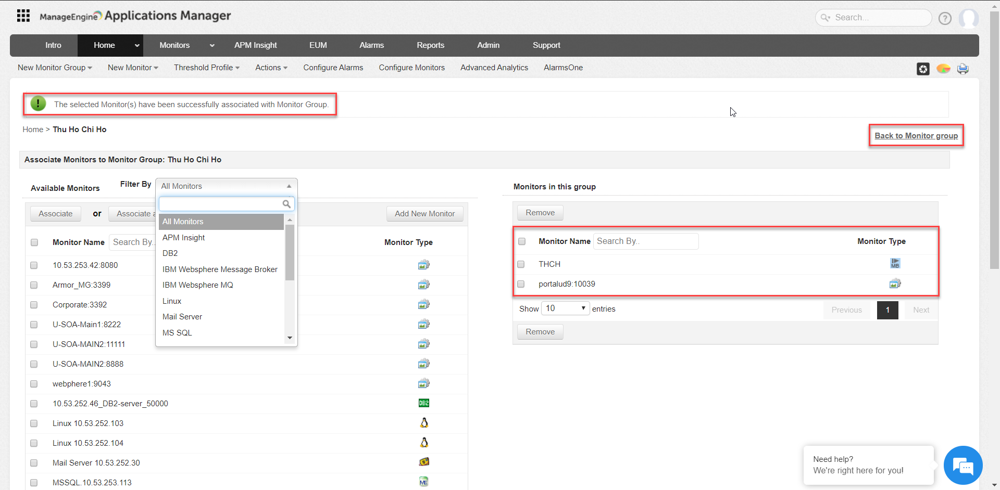 ManageEngine Applications Manager
Search...
?
Intro Home Monitors APM Insight EUM Alarms Reports Admin Support
New Monitor Group New Monitor Threshold Profile Actions Configure Alarms Configure Monitors Advanced Analytics AlarmsOne
The selected Monitor(s) have been successfully associated with Monitor Group.
Home > Thu Ho Chi Ho
Back to Monitor group
Associate Monitors to Monitor Group: Thu Ho Chi Ho
Available Monitors Filter By All Monitors
Associate or Associate a Add New Monitor
All Monitors
APM Insight
DB2
IBM Websphere Message Broker
IBM Websphere MQ
Linux
Mail Server
MS SQL
Monitor Name Search By.. Monitor Type
10.53.253.42:8080
Armor_MG:3399
Corporate:3392
U-SOA-Main1:8222
U-SOA-MAIN2:11111
U-SOA-MAIN2:8888
webphere1:9043
10.53.252.46_DB2-server_50000 DB2
Linux 10.53.252.103
Linux 10.53.252.104
Mail Server 10.53.252.30
MSSQL.10.53.253.113
Monitors in this group
Remove
Monitor Name Search By.. Monitor Type
THCH MB
portalud9:10039
Show 10 entries Previous 1 Next
Remove
Need help?
We're right here for you!